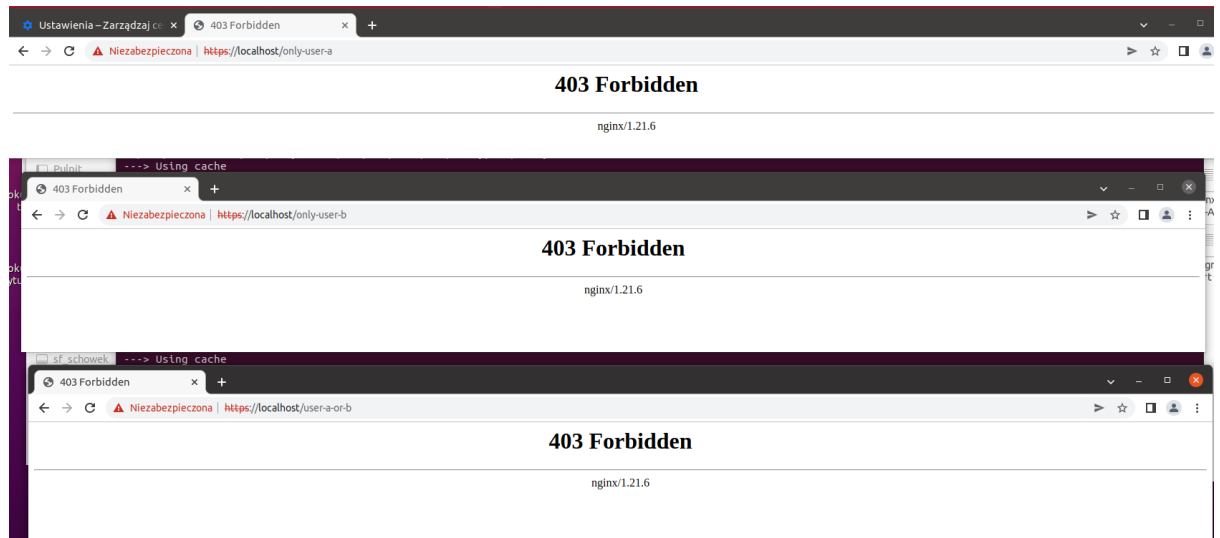 Ustawienia – Zarządzaj ce
403 Forbidden
Niezabezpieczona | https://localhost/only-user-a
403 Forbidden
nginx/1.21.6
Pulpit
---> Using cache
403 Forbidden
Niezabezpieczona | https://localhost/only-user-b
403 Forbidden
nginx/1.21.6
sf_schowek
---> Using cache
403 Forbidden
Niezabezpieczona | https://localhost/user-a-or-b
403 Forbidden
nginx/1.21.6